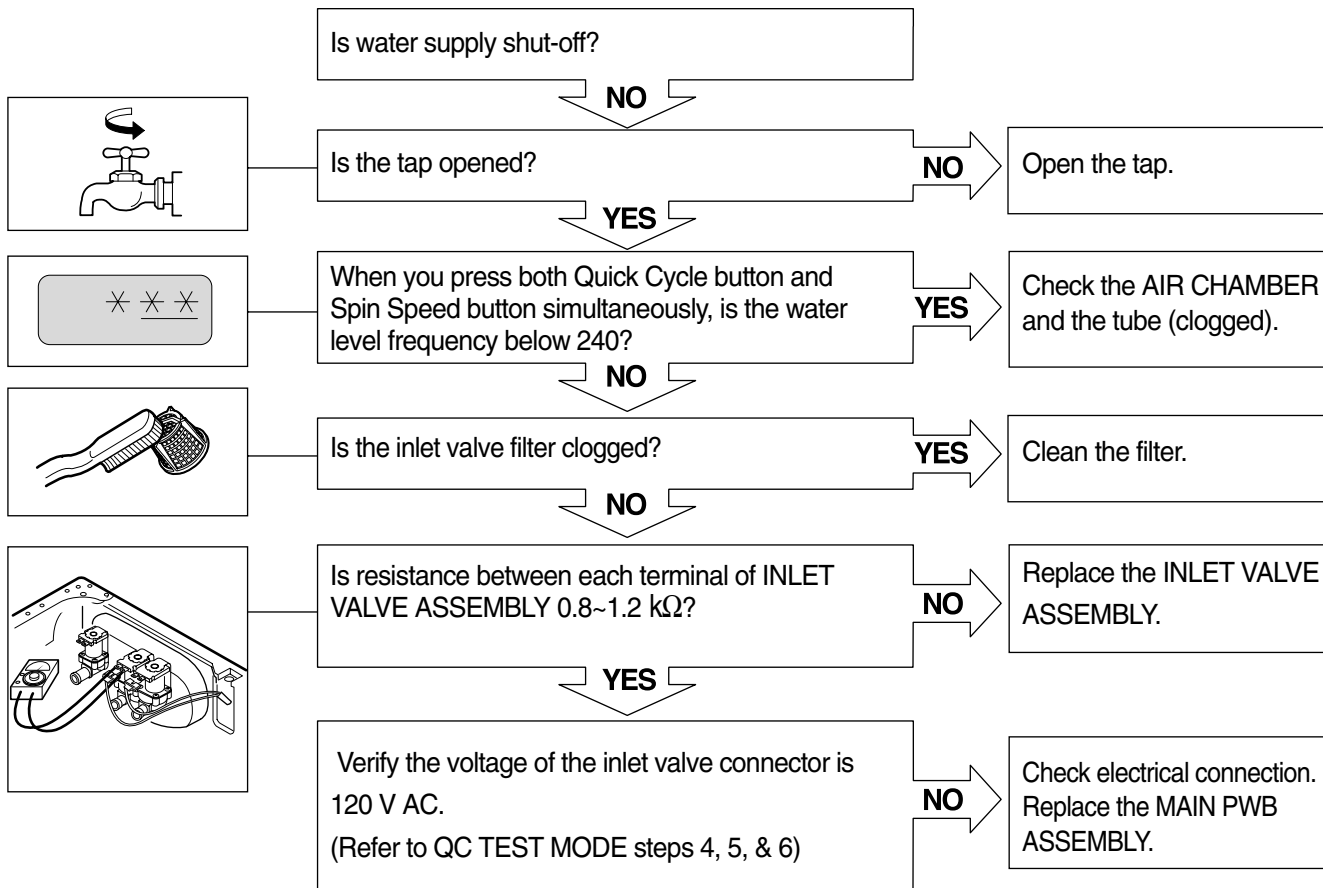 Is water supply shut-off?
NO
Is the tap opened?
NO
Open the tap.
YES
When you press both Quick Cycle button and
Spin Speed button simultaneously, is the water
level frequency below 240?
YES
Check the AIR CHAMBER
and the tube (clogged).
NO
Is the inlet valve filter clogged?
YES
Clean the filter.
NO
Is resistance between each terminal of INLET
VALVE ASSEMBLY 0.8~1.2 kΩ?
NO
Replace the INLET VALVE
ASSEMBLY.
YES
Verify the voltage of the inlet valve connector is
120 V AC.
(Refer to QC TEST MODE steps 4, 5, & 6)
NO
Check electrical connection.
Replace the MAIN PWB
ASSEMBLY.